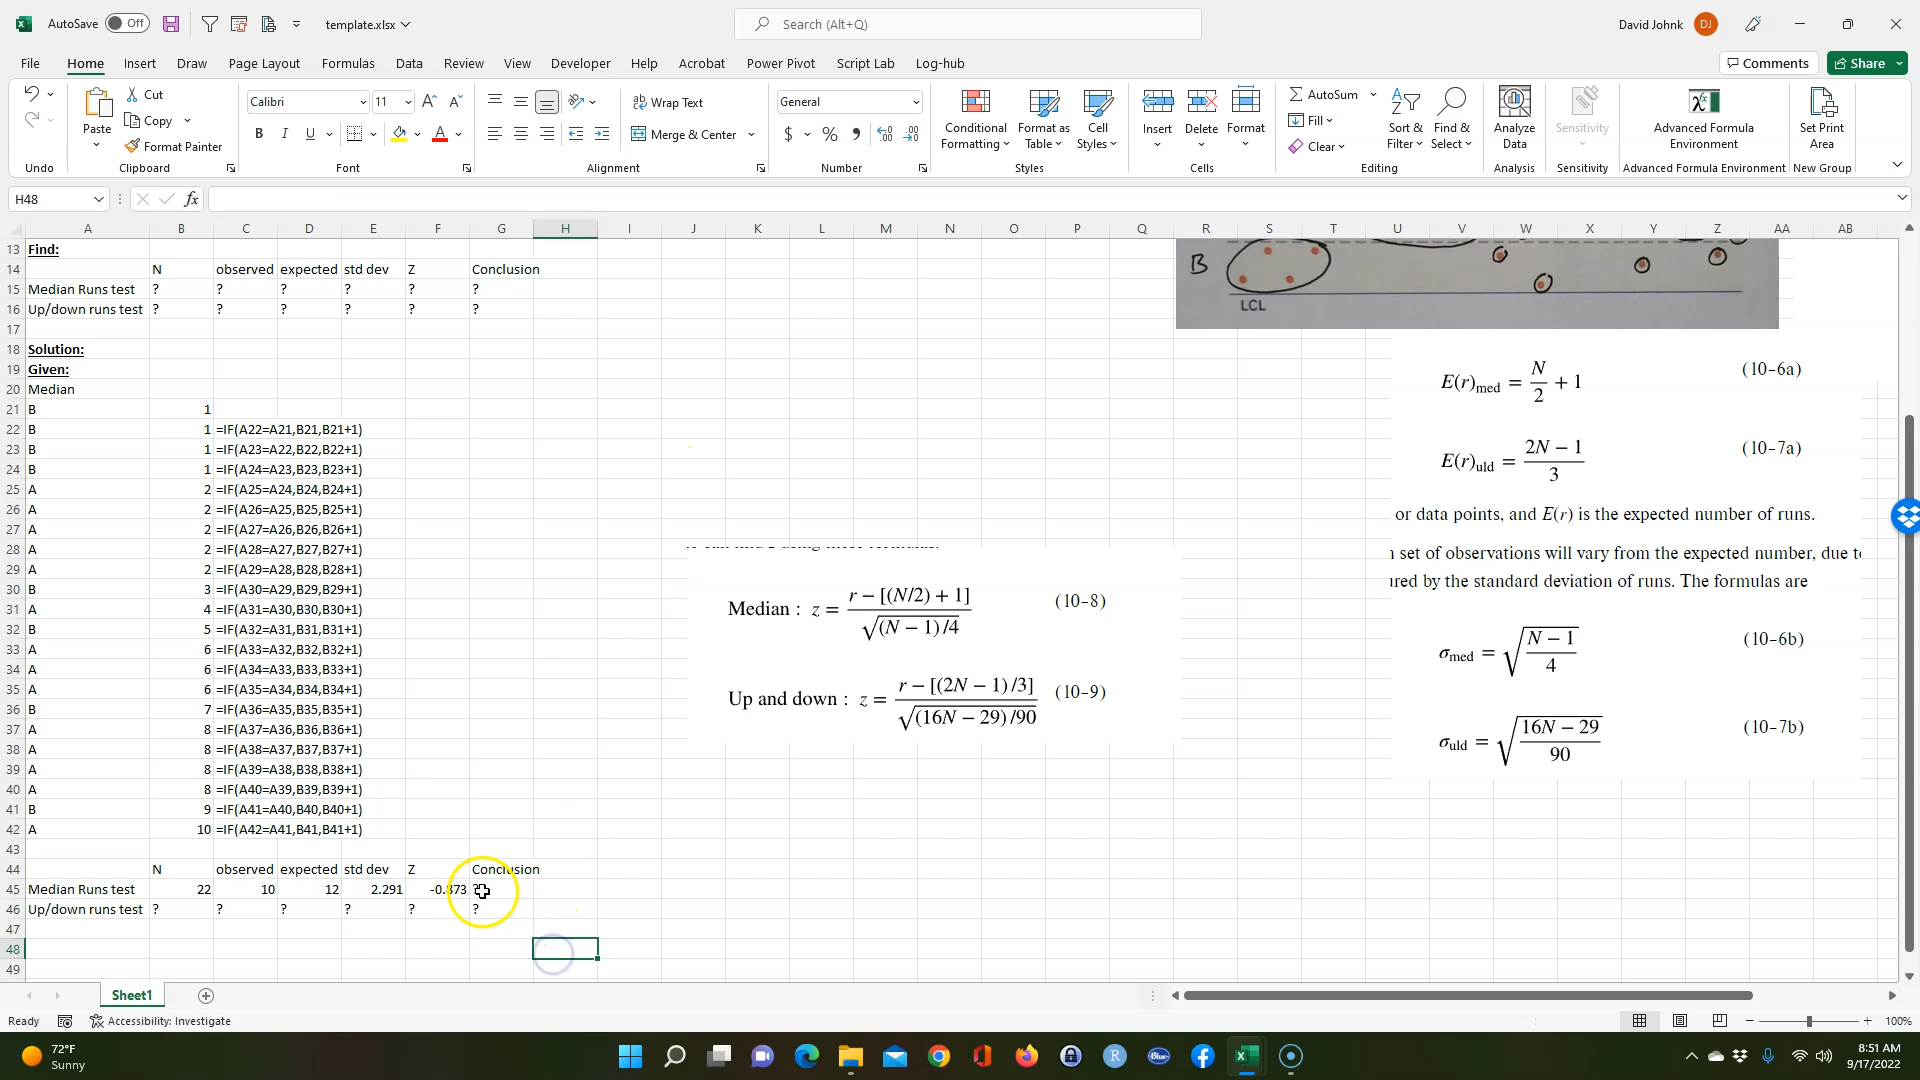 AutoSave Off template.xlsx Search (Alt+Q) David Johnk DJ
File Home Insert Draw Page Layout Formulas Data Review View Developer Help Acrobat Power Pivot Script Lab Log-hub Comments Share
Cut Calibri 11 Wrap Text General AutoSum
Paste Copy Merge & Center $ % Conditional Formatting Format as Table Cell Styles Insert Delete Format Fill Sort & Filter Find & Select Analyze Data Sensitivity Advanced Formula Environment Set Print Area
Format Painter Clear
Undo Clipboard Font Alignment Number Styles Cells Editing Analysis Sensitivity Advanced Formula Environment New Group
H48 fx
A B C D E F G H I J K L M N O P Q R S T U V W X Y Z AA AB
13 Find:
14 N observed expected std dev Z Conclusion
15 Median Runs test ? ? ? ? ? ?
16 Up/down runs test ? ? ? ? ? ?
17
18 Solution:
19 Given:
20 Median
21 B 1
22 B 1 =IF(A22=A21,B21,B21+1)
23 B 1 =IF(A23=A22,B22,B22+1)
24 B 1 =IF(A24=A23,B23,B23+1)
25 A 2 =IF(A25=A24,B24,B24+1)
26 A 2 =IF(A26=A25,B25,B25+1)
27 A 2 =IF(A27=A26,B26,B26+1)
28 A 2 =IF(A28=A27,B27,B27+1)
29 A 2 =IF(A29=A28,B28,B28+1)
30 B 3 =IF(A30=A29,B29,B29+1)
31 A 4 =IF(A31=A30,B30,B30+1)
32 B 5 =IF(A32=A31,B31,B31+1)
33 A 6 =IF(A33=A32,B32,B32+1)
34 A 6 =IF(A34=A33,B33,B33+1)
35 A 6 =IF(A35=A34,B34,B34+1)
36 B 7 =IF(A36=A35,B35,B35+1)
37 A 8 =IF(A37=A36,B36,B36+1)
38 A 8 =IF(A38=A37,B37,B37+1)
39 A 8 =IF(A39=A38,B38,B38+1)
40 A 8 =IF(A40=A39,B39,B39+1)
41 B 9 =IF(A41=A40,B40,B40+1)
42 A 10 =IF(A42=A41,B41,B41+1)
43
44 N observed expected std dev Z Conclusion
45 Median Runs test 22 10 12 2.291 -0.873 ?
46 Up/down runs test ? ? ? ? ? ?
47
48
49
B
LCL
E(r)med = N/2 + 1 (10–6a)
E(r)u/d = (2N − 1)/3 (10–7a)
or data points, and E(r) is the expected number of runs.
set of observations will vary from the expected number, due to
by the standard deviation of runs. The formulas are
σmed = √((N − 1)/4) (10–6b)
σu/d = √((16N − 29)/90) (10–7b)
Median : z = (r − [(N/2) + 1])/√((N − 1)/4) (10–8)
Up and down : z = (r − [(2N − 1)/3])/√((16N − 29)/90) (10–9)
Sheet1
Ready Accessibility: Investigate 100%
72°F
Sunny
8:51 AM
9/17/2022